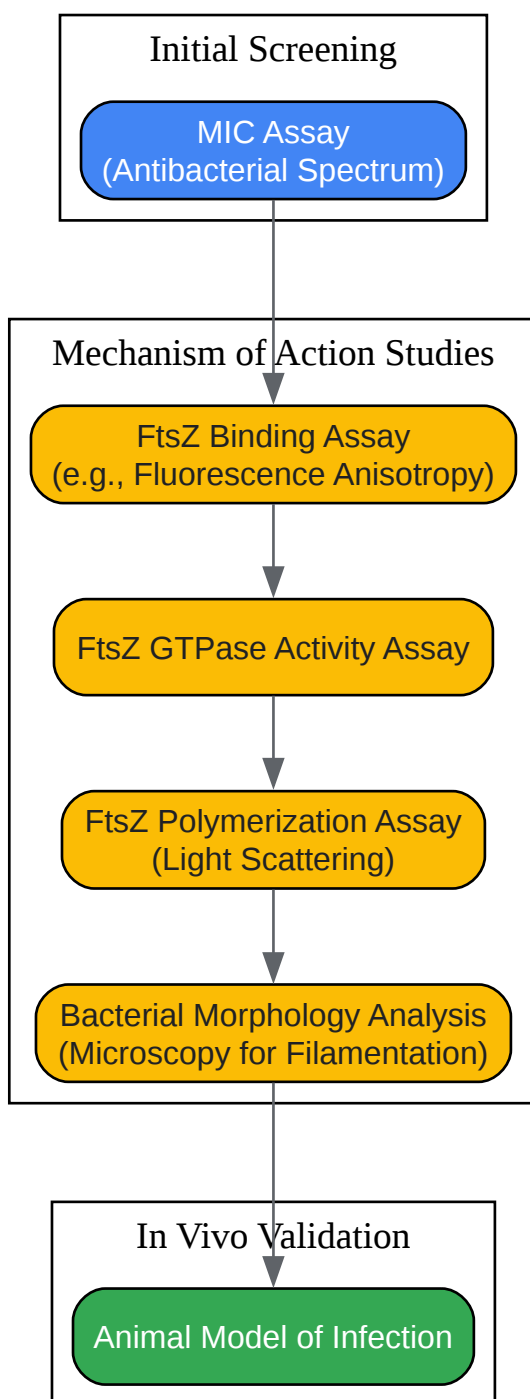 Initial Screening
MIC Assay
(Antibacterial Spectrum)
Mechanism of Action Studies
FtsZ Binding Assay
(e.g., Fluorescence Anisotropy)
FtsZ GTPase Activity Assay
FtsZ Polymerization Assay
(Light Scattering)
Bacterial Morphology Analysis
(Microscopy for Filamentation)
In Vivo Validation
Animal Model of Infection